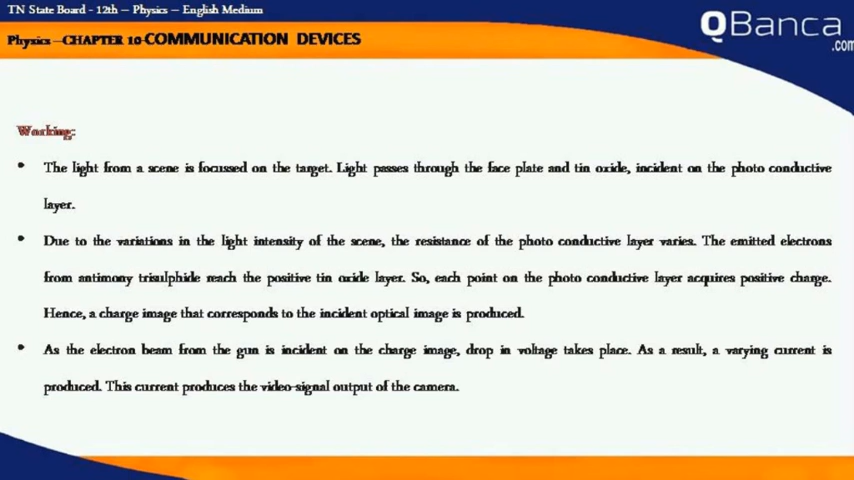 TN State Board - 12th – Physics – English Medium
QBanca
.com
Physics –CHAPTER 10-COMMUNICATION DEVICES
Working:
• The light from a scene is focussed on the target. Light passes through the face plate and tin oxide, incident on the photo conductive
layer.
• Due to the variations in the light intensity of the scene, the resistance of the photo conductive layer varies. The emitted electrons
from antimony trisulphide reach the positive tin oxide layer. So, each point on the photo conductive layer acquires positive charge.
Hence, a charge image that corresponds to the incident optical image is produced.
• As the electron beam from the gun is incident on the charge image, drop in voltage takes place. As a result, a varying current is
produced. This current produces the video-signal output of the camera.